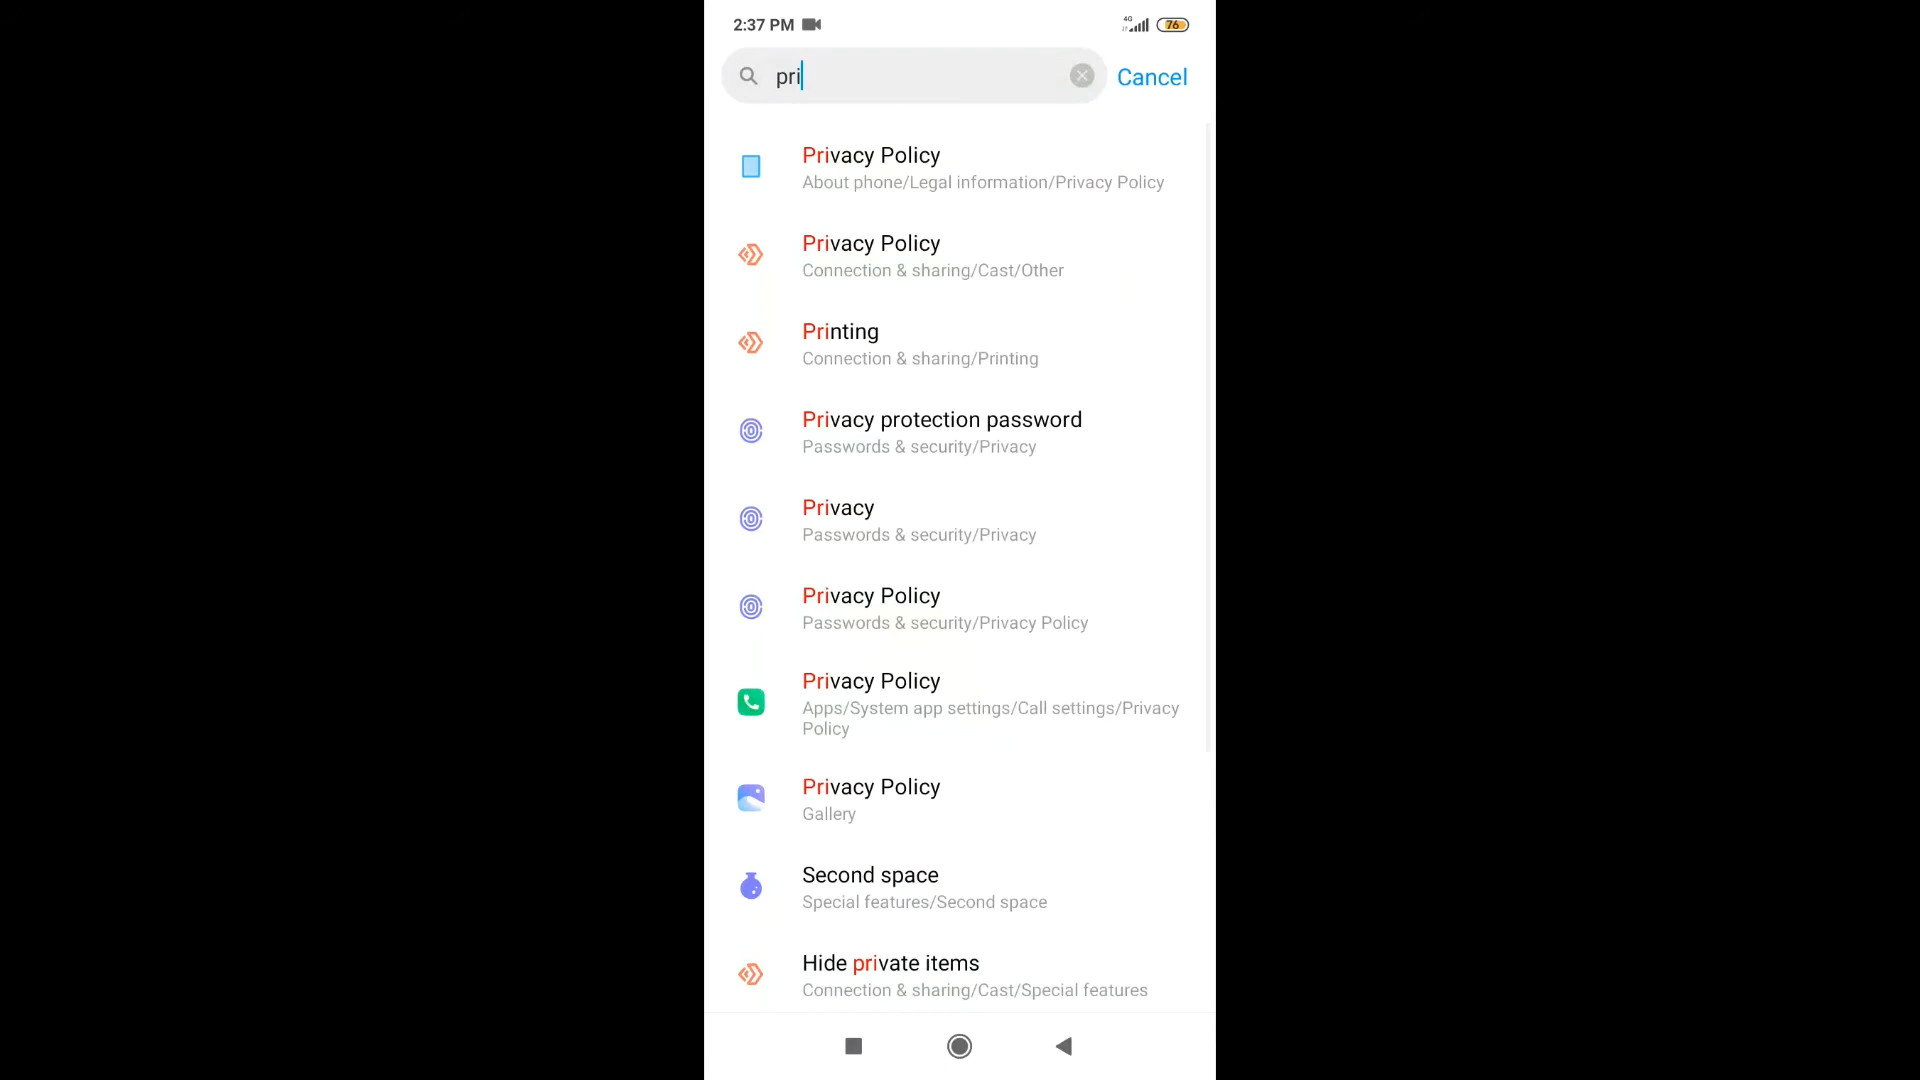 2:37 PM
4G
76
pri
Cancel
Privacy Policy
About phone/Legal information/Privacy Policy
Privacy Policy
Connection & sharing/Cast/Other
Printing
Connection & sharing/Printing
Privacy protection password
Passwords & security/Privacy
Privacy
Passwords & security/Privacy
Privacy Policy
Passwords & security/Privacy Policy
Privacy Policy
Apps/System app settings/Call settings/Privacy
Policy
Privacy Policy
Gallery
Second space
Special features/Second space
Hide private items
Connection & sharing/Cast/Special features